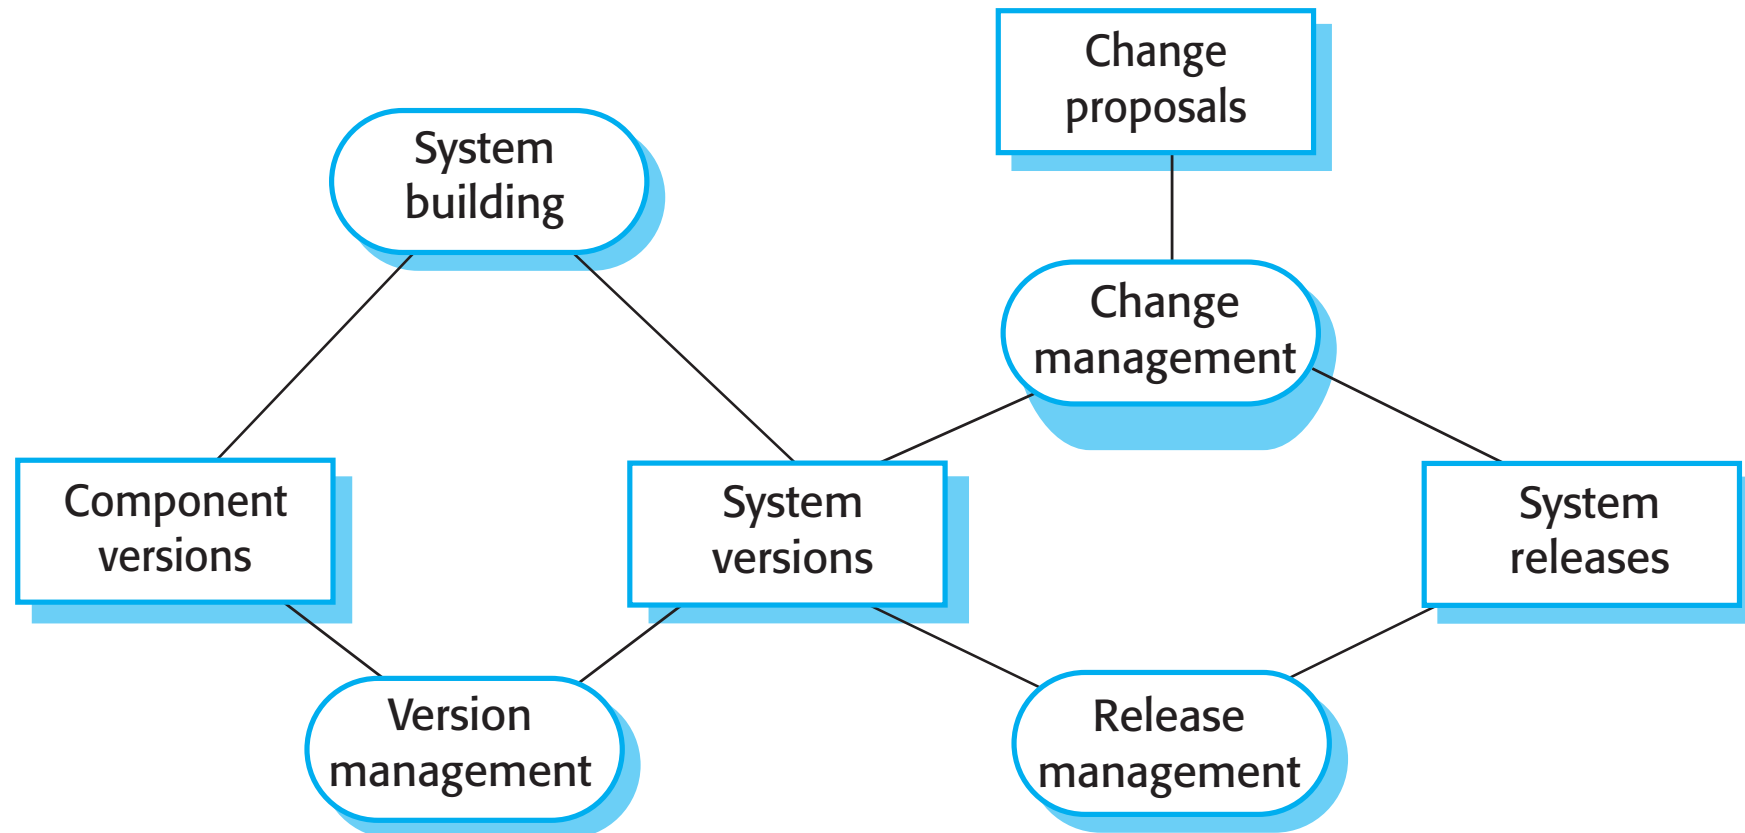 Change
proposals
System
building
Change
management
Component
versions
System
versions
System
releases
Version
management
Release
management